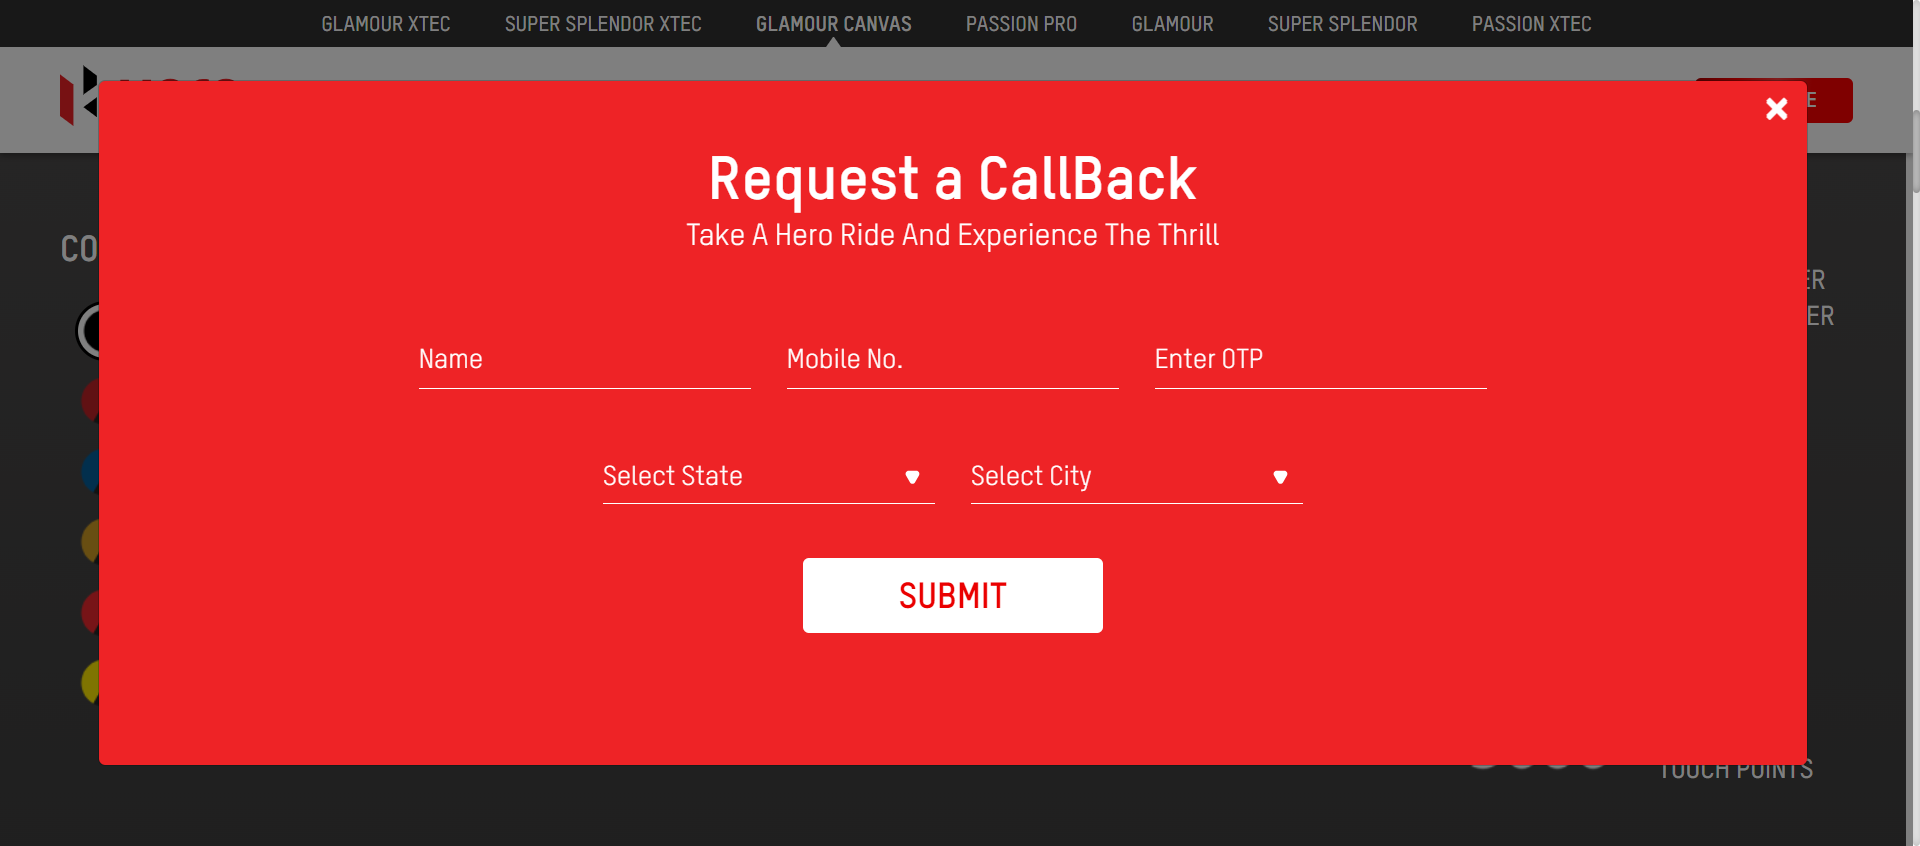 GLAMOUR XTEC SUPER SPLENDOR XTEC GLAMOUR CANVAS PASSION PRO GLAMOUR SUPER SPLENDOR PASSION XTEC
E
Request a CallBack
Take A Hero Ride And Experience The Thrill
CO
ER
ER
Name Mobile No. Enter OTP
Select State Select City
SUBMIT
TOUCH POINTS